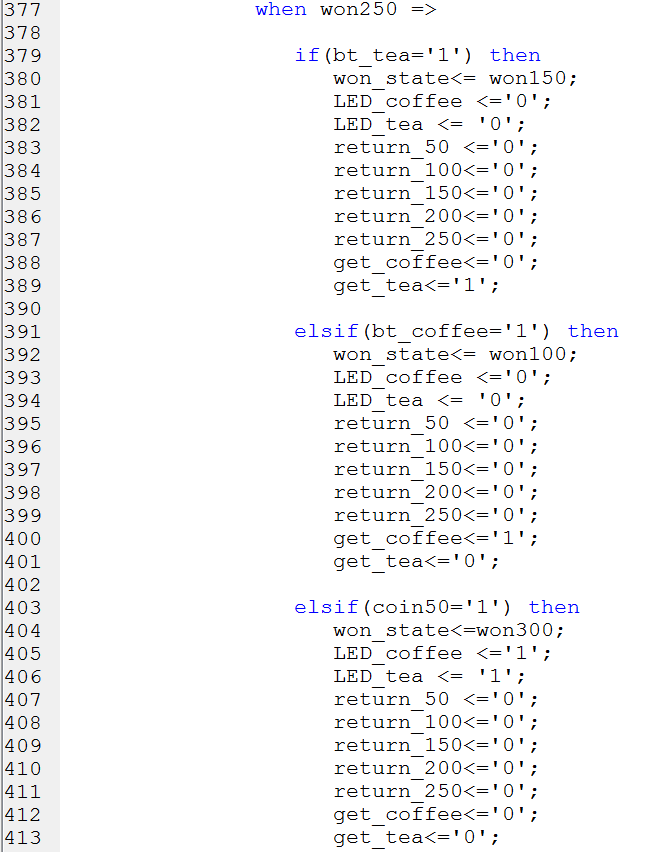 377 when won250 =>
378
379 if(bt_tea='1') then
380 won_state<= won150;
381 LED_coffee <='0';
382 LED_tea <= '0';
383 return_50 <='0';
384 return_100<='0';
385 return_150<='0';
386 return_200<='0';
387 return_250<='0';
388 get_coffee<='0';
389 get_tea<='1';
390
391 elsif(bt_coffee='1') then
392 won_state<= won100;
393 LED_coffee <='0';
394 LED_tea <= '0';
395 return_50 <='0';
396 return_100<='0';
397 return_150<='0';
398 return_200<='0';
399 return_250<='0';
400 get_coffee<='1';
401 get_tea<='0';
402
403 elsif(coin50='1') then
404 won_state<=won300;
405 LED_coffee <='1';
406 LED_tea <= '1';
407 return_50 <='0';
408 return_100<='0';
409 return_150<='0';
410 return_200<='0';
411 return_250<='0';
412 get_coffee<='0';
413 get_tea<='0';